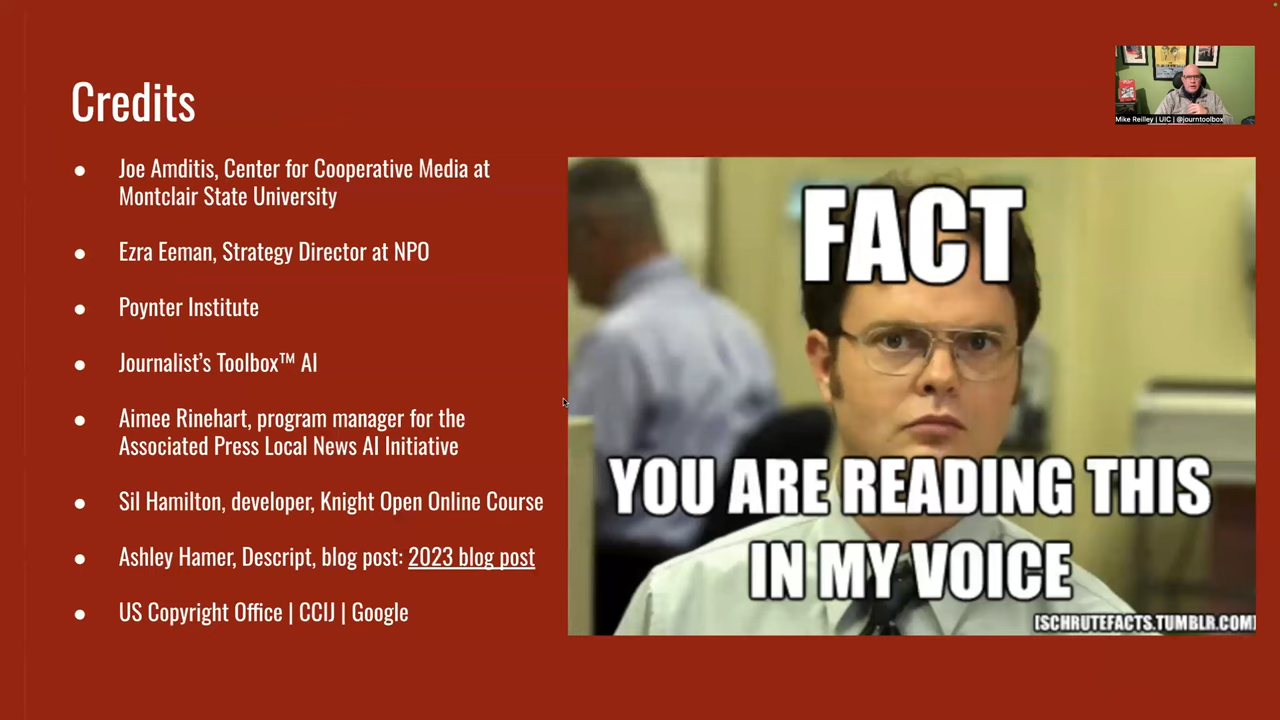 Credits
Joe Amditis, Center for Cooperative Media at
Montclair State University
Ezra Eeman, Strategy Director at NPO
Poynter Institute
Journalist's Toolbox™ AI
Aimee Rinehart, program manager for the
Associated Press Local News AI Initiative
Sil Hamilton, developer, Knight Open Online Course
Ashley Hamer, Descript, blog post: 2023 blog post
US Copyright Office | CCIJ | Google
Mike Reilley | UIC | @journtoolbox
FACT
YOU ARE READING THIS
IN MY VOICE
[SCHRUTEFACTS.TUMBLR.COM]